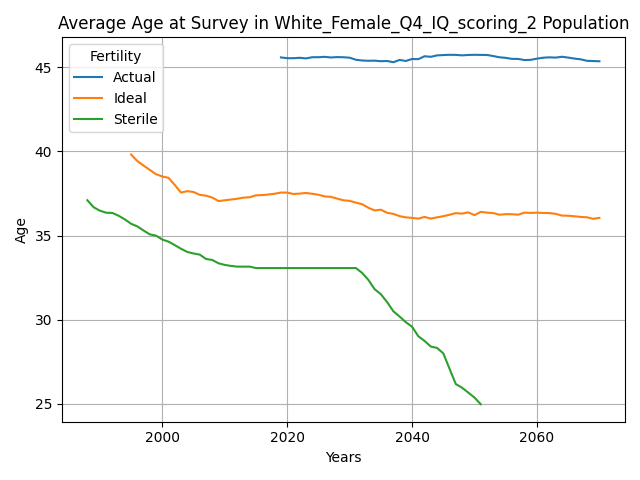 Average Age at Survey in White_Female_Q4_IQ_scoring_2 Population
Fertility
Actual
Ideal
Sterile
Age
45
40
35
30
25
2000
2020
2040
2060
Years